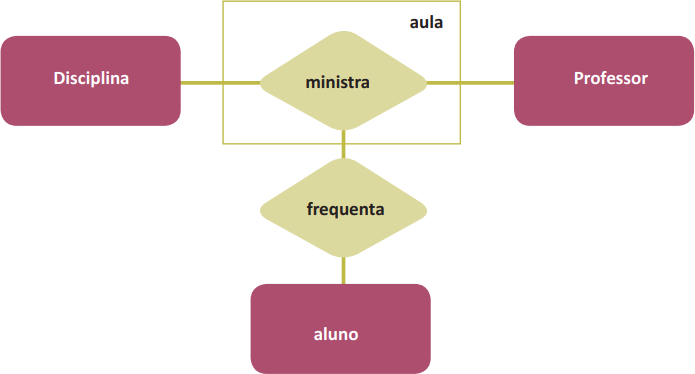 aula
Disciplina
ministra
Professor
frequenta
aluno